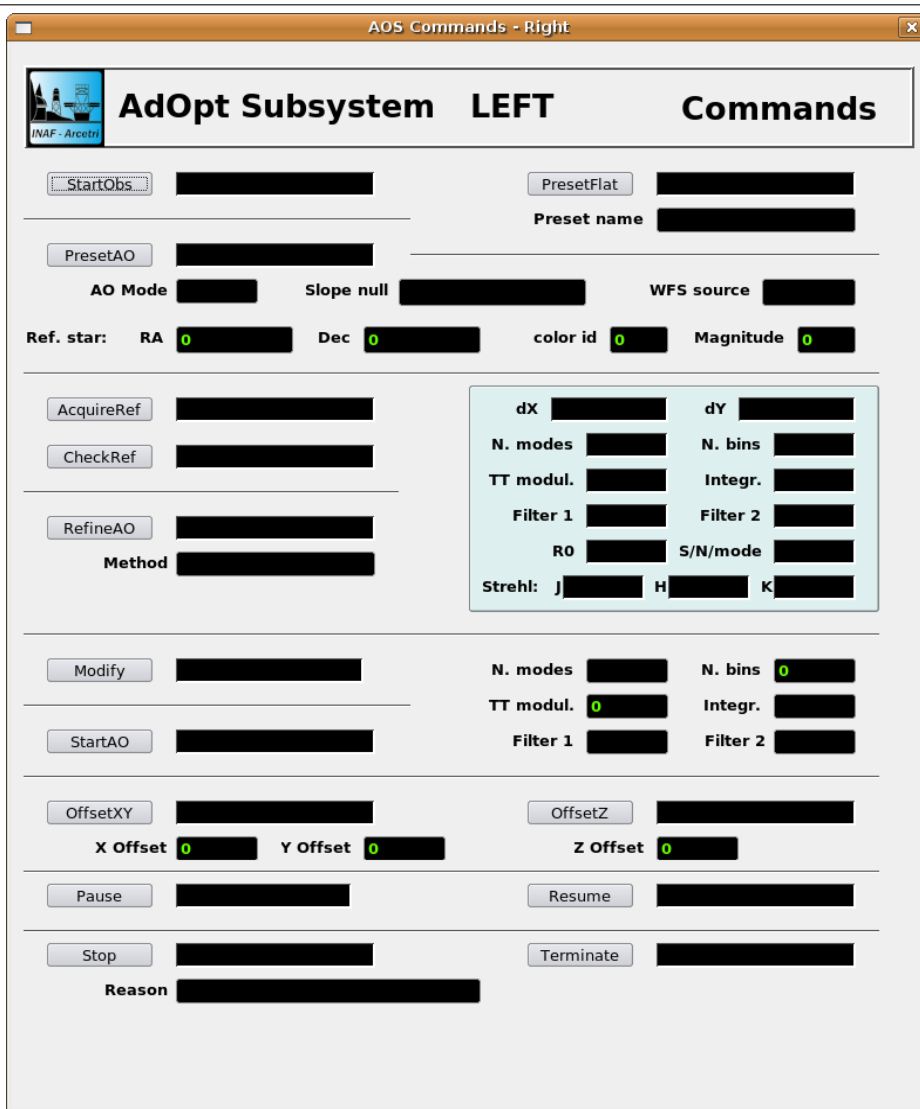 AOS Commands - Right
INAF - Arcetri
AdOpt Subsystem LEFT Commands
StartObs PresetFlat
Preset name
PresetAO
AO Mode Slope null WFS source
Ref. star: RA 0 Dec 0 color id 0 Magnitude 0
AcquireRef dX dY
N. modes N. bins
CheckRef
TT modul. Integr.
RefineAO Filter 1 Filter 2
Method R0 S/N/mode
Strehl: J H K
Modify N. modes N. bins 0
TT modul. 0 Integr.
StartAO Filter 1 Filter 2
OffsetXY OffsetZ
X Offset 0 Y Offset 0 Z Offset 0
Pause Resume
Stop Terminate
Reason